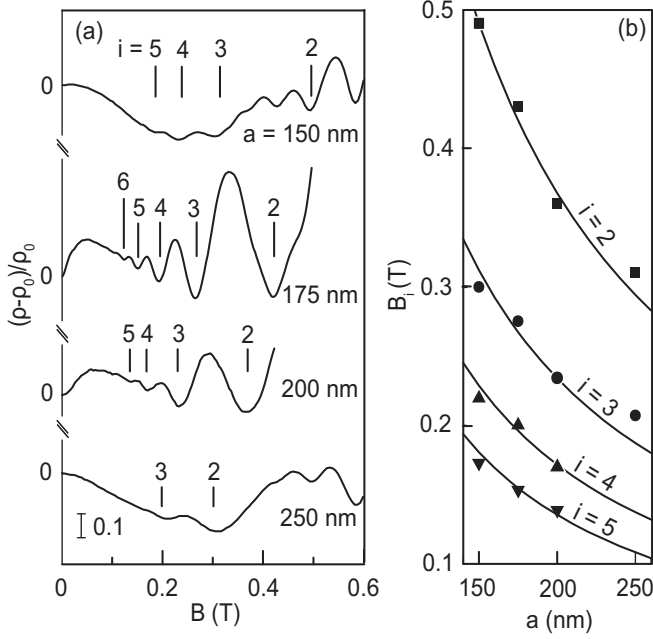 (a)
i = 5 4 3 2
0
a = 150 nm
6 5 4 3 2
0
175 nm
5 4 3 2
0
200 nm
3 2
0
250 nm
0.1
0 0.2 0.4 0.6
B (T)
(ρ-ρ0)/ρ0
(b)
0.5
0.4
0.3
0.2
0.1
i = 2
i = 3
i = 4
i = 5
150 200 250
a (nm)
Bi(T)